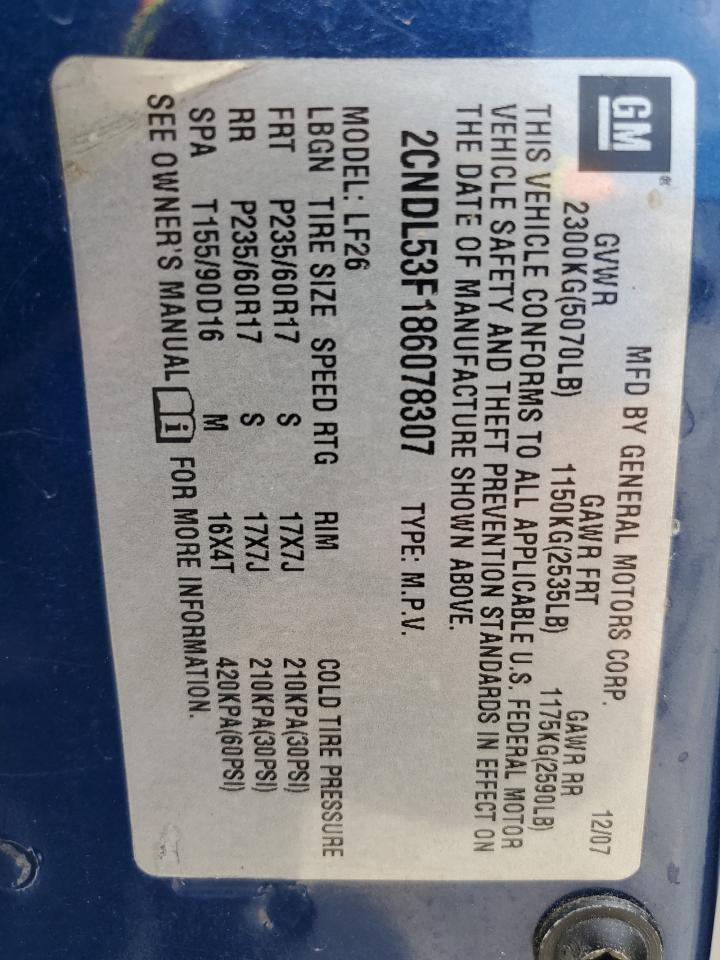 GM®
MFD BY GENERAL MOTORS CORP. 12/07
GVWR GAWR FRT GAWR RR
2300KG(5070LB) 1150KG(2535LB) 1175KG(2590LB)
THIS VEHICLE CONFORMS TO ALL APPLICABLE U.S. FEDERAL MOTOR
VEHICLE SAFETY AND THEFT PREVENTION STANDARDS IN EFFECT ON
THE DATE OF MANUFACTURE SHOWN ABOVE.
2CNDL53F186078307 TYPE: M.P.V.
MODEL: LF26
LBGN TIRE SIZE SPEED RTG RIM COLD TIRE PRESSURE
FRT P235/60R17 S 17X7J 210KPA(30PSI)
RR P235/60R17 S 17X7J 210KPA(30PSI)
SPA T155/90D16 M 16X4T 420KPA(60PSI)
SEE OWNER'S MANUAL i FOR MORE INFORMATION.